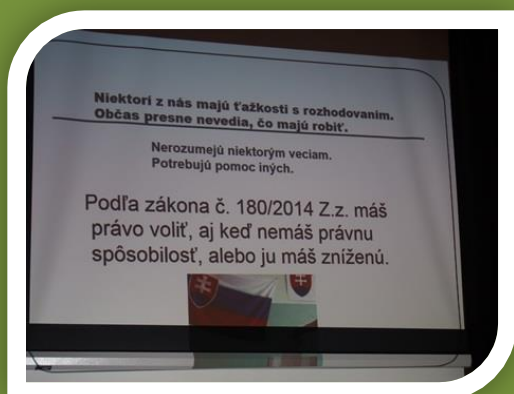 Niektorí z nás majú ťažkosti s rozhodovaním.
Občas presne nevedia, čo majú robiť.
Nerozumejú niektorým veciam.
Potrebujú pomoc iných.
Podľa zákona č. 180/2014 Z.z. máš
právo voliť, aj keď nemáš právnu
spôsobilosť, alebo ju máš zníženú.